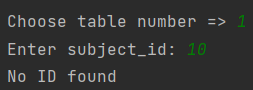 Choose table number => 1
Enter subject_id: 10
No ID found